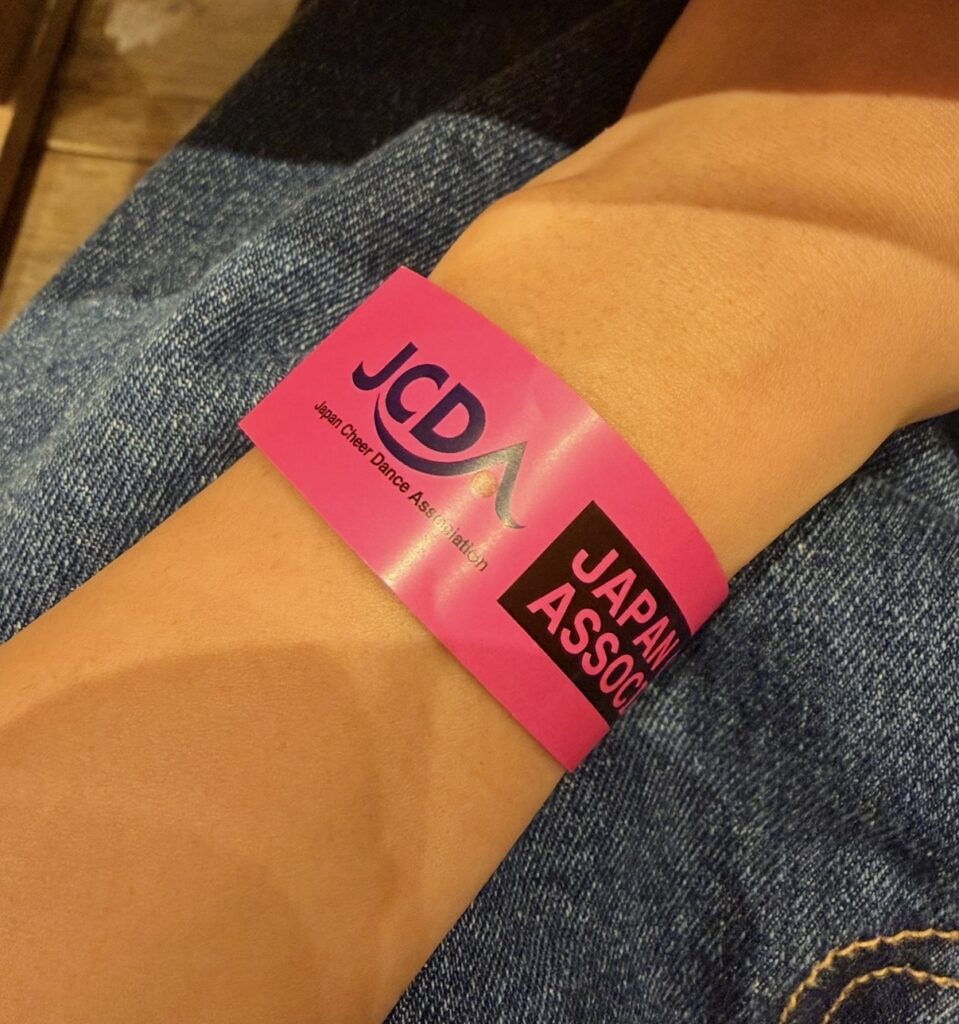 JCDA
Japan Cheer Dance Association
JAPAN
ASSOC